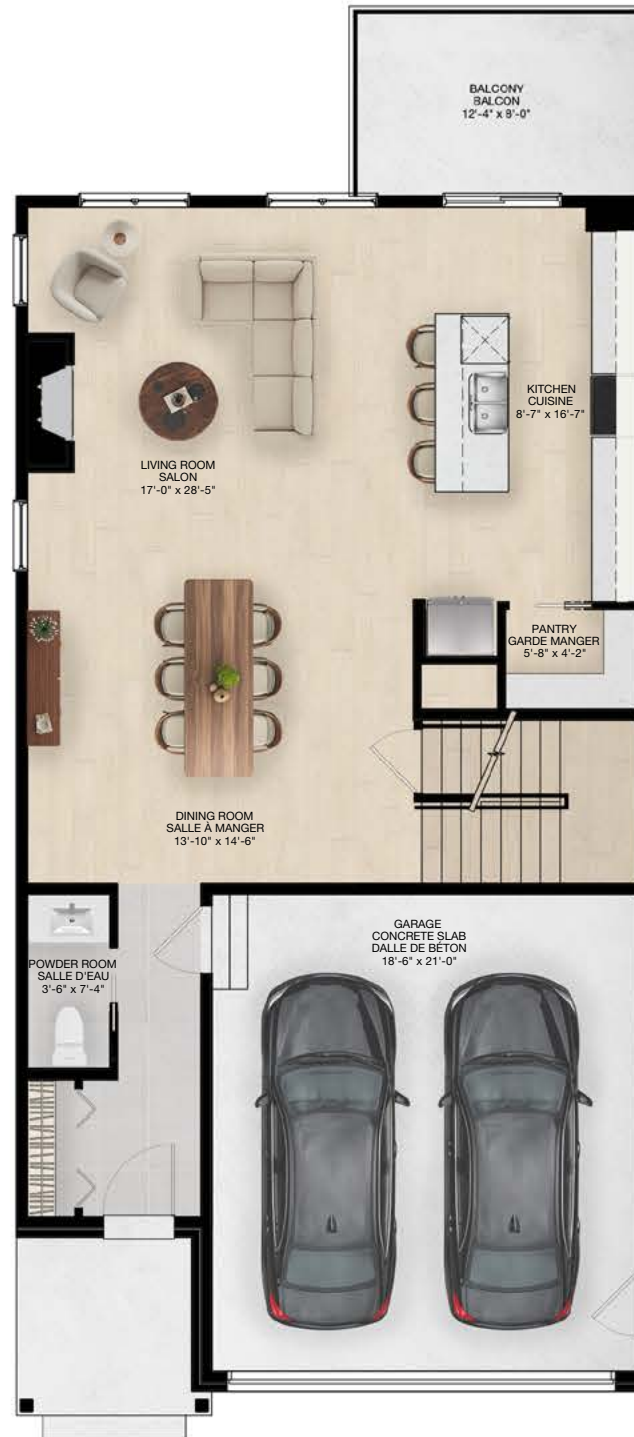 BALCONY
BALCON
12'-4" x 8'-0"
KITCHEN
CUISINE
8'-7" x 16'-7"
LIVING ROOM
SALON
17'-0" x 28'-5"
PANTRY
GARDE MANGER
5'-8" x 4'-2"
DINING ROOM
SALLE À MANGER
13'-10" x 14'-6"
GARAGE
CONCRETE SLAB
DALLE DE BÉTON
18'-6" x 21'-0"
POWDER ROOM
SALLE D'EAU
3'-6" x 7'-4"